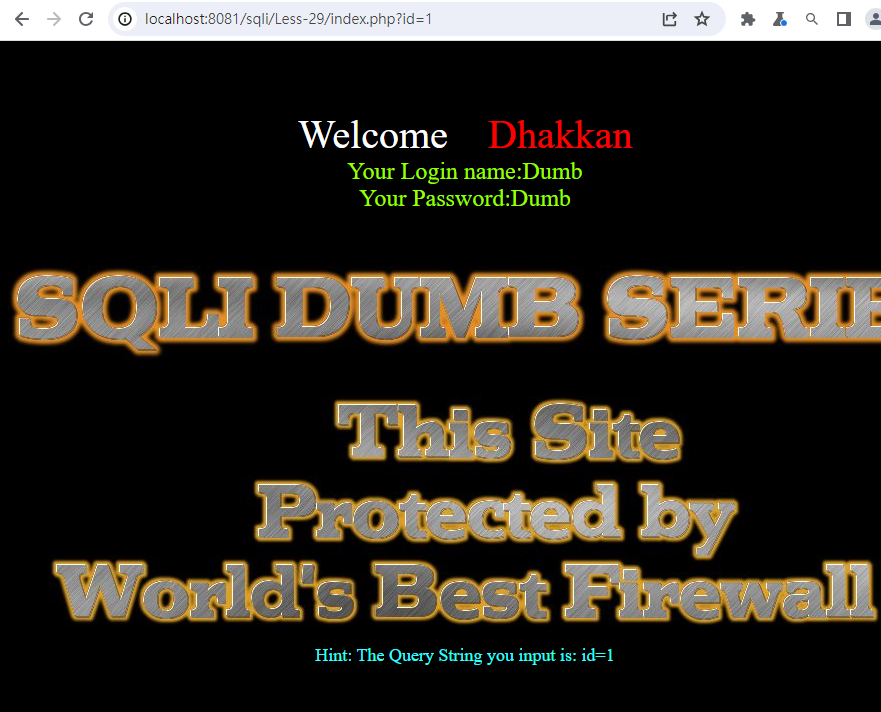 localhost:8081/sqli/Less-29/index.php?id=1
Welcome Dhakkan
Your Login name:Dumb
Your Password:Dumb
SQLI DUMB SERIE
This Site
Protected by
World's Best Firewall
Hint: The Query String you input is: id=1